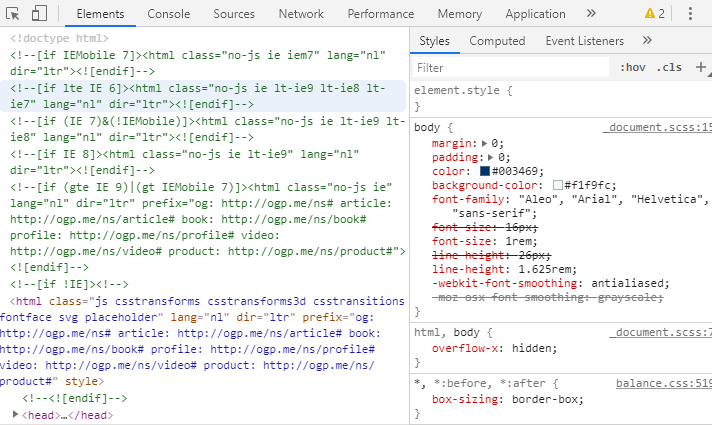 Elements Console Sources Network Performance Memory Application » 2
<!doctype html>
<!--[if IEMobile 7]><html class="no-js ie iem7" lang="nl"
dir="ltr"><![endif]-->
<!--[if lte IE 6]><html class="no-js ie lt-ie9 lt-ie8 lt-
ie7" lang="nl" dir="ltr"><![endif]-->
<!--[if (IE 7)&(!IEMobile)]><html class="no-js ie lt-ie9 lt-
ie8" lang="nl" dir="ltr"><![endif]-->
<!--[if IE 8]><html class="no-js ie lt-ie9" lang="nl"
dir="ltr"><![endif]-->
<!--[if (gte IE 9)|(gt IEMobile 7)]><html class="no-js ie"
lang="nl" dir="ltr" prefix="og: http://ogp.me/ns# article:
http://ogp.me/ns/article# book: http://ogp.me/ns/book#
profile: http://ogp.me/ns/profile# video:
http://ogp.me/ns/video# product: http://ogp.me/ns/product#">
<![endif]-->
<!--[if !IE]><!-->
<html class="js csstransforms csstransforms3d csstransitions
fontface svg placeholder" lang="nl" dir="ltr" prefix="og:
http://ogp.me/ns# article: http://ogp.me/ns/article# book:
http://ogp.me/ns/book# profile: http://ogp.me/ns/profile#
video: http://ogp.me/ns/video# product: http://ogp.me/ns/
product#" style>
<!--<![endif]-->
<head>…</head>
Styles Computed Event Listeners »
Filter :hov .cls +
element.style {
}
body { _document.scss:15
margin: 0;
padding: 0;
color: #003469;
background-color: #f1f9fc;
font-family: "Aleo", "Arial", "Helvetica",
"sans-serif";
font-size: 16px;
font-size: 1rem;
line-height: 26px;
line-height: 1.625rem;
-webkit-font-smoothing: antialiased;
-moz-osx-font-smoothing: grayscale;
}
html, body { _document.scss:7
overflow-x: hidden;
}
*, *:before, *:after { balance.css:519
box-sizing: border-box;
}